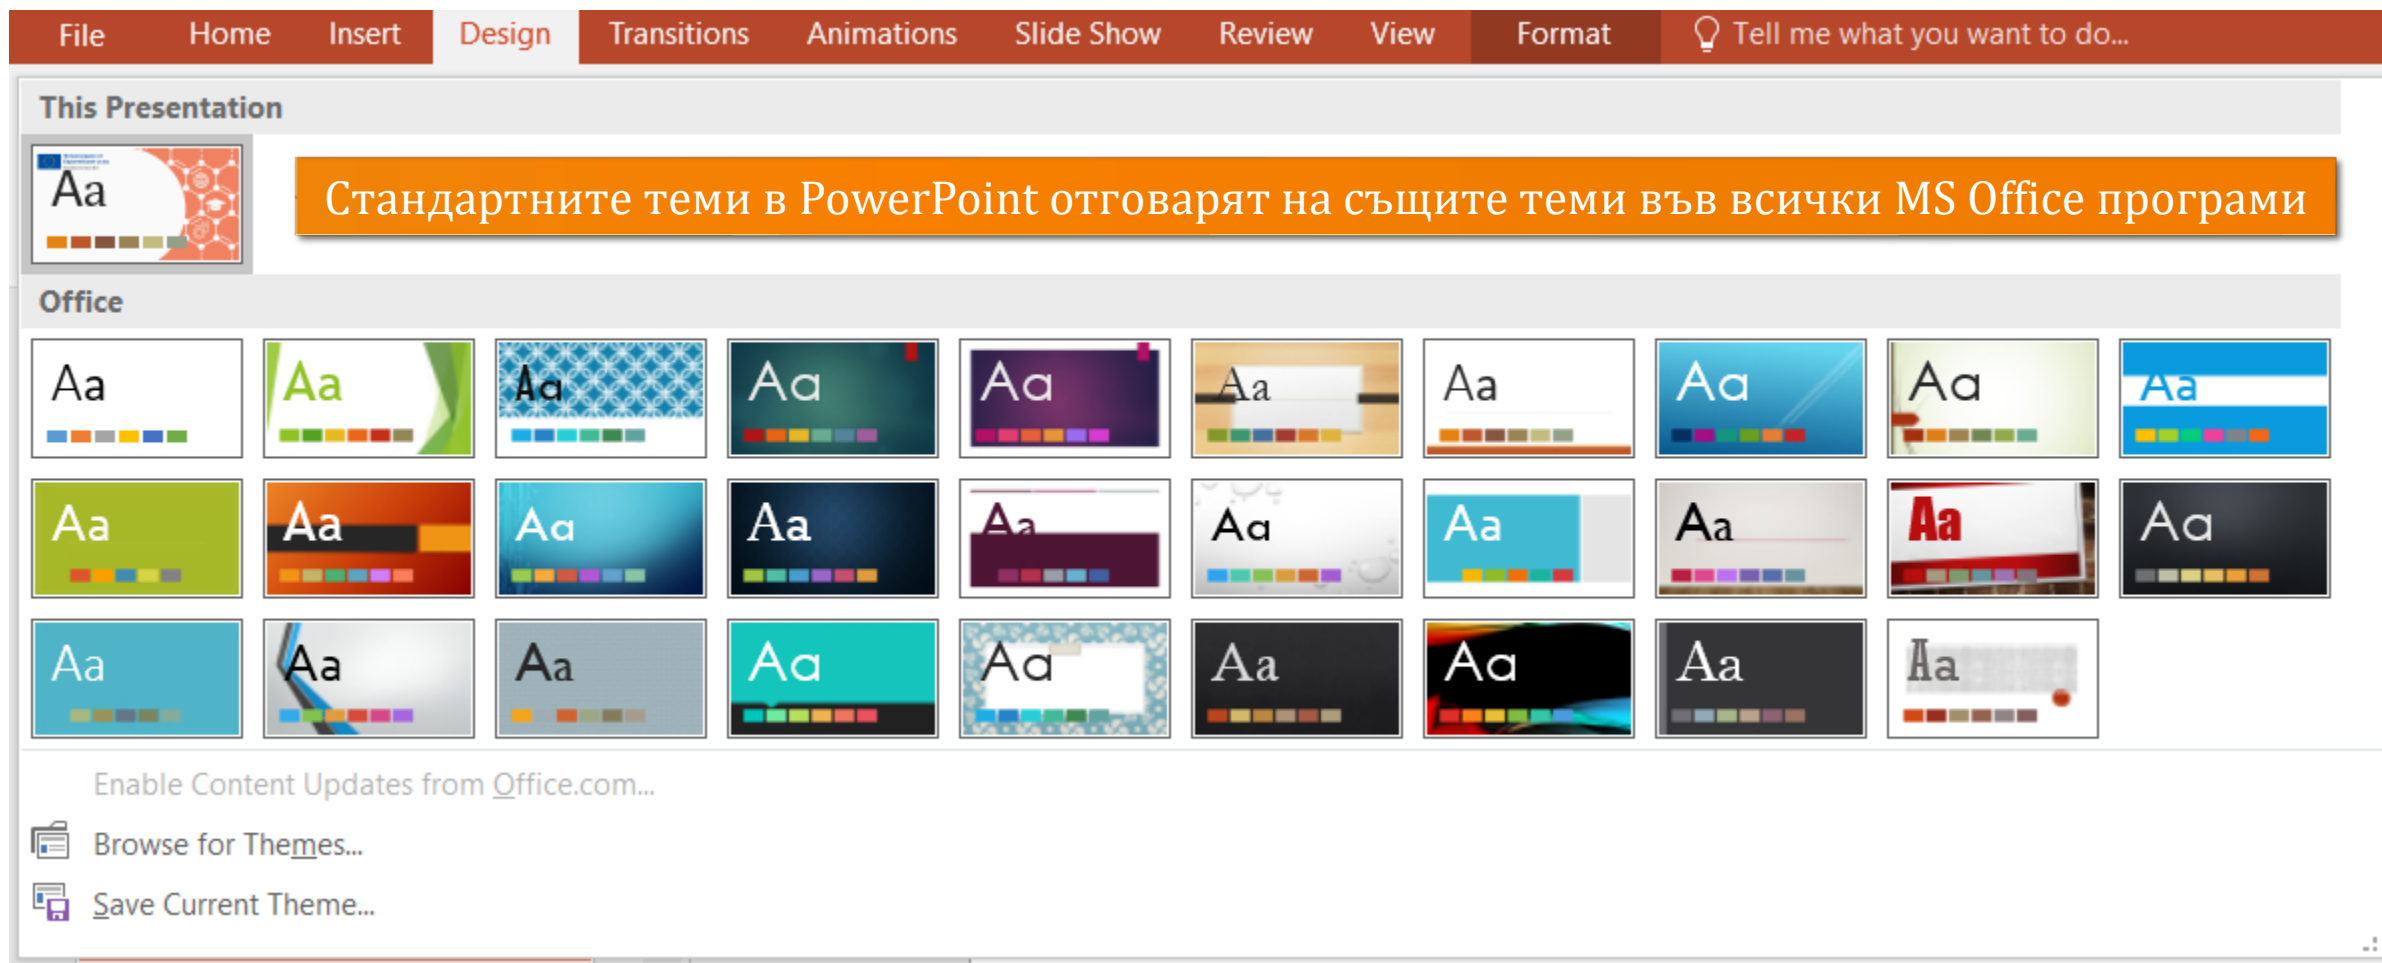 File Home Insert Design Transitions Animations Slide Show Review View Format Tell me what you want to do...
This Presentation
Aa
Стандартните теми в PowerPoint отговарят на същите теми във всички MS Office програми
Office
Aa Aa Aa Aa Aa Aa Aa Aa Aa Aa
Aa Aa Aa Aa Aa Aa Aa Aa Aa Aa
Aa Aa Aa Aa Aa Aa Aa Aa Aa
Enable Content Updates from Office.com...
Browse for Themes...
Save Current Theme...